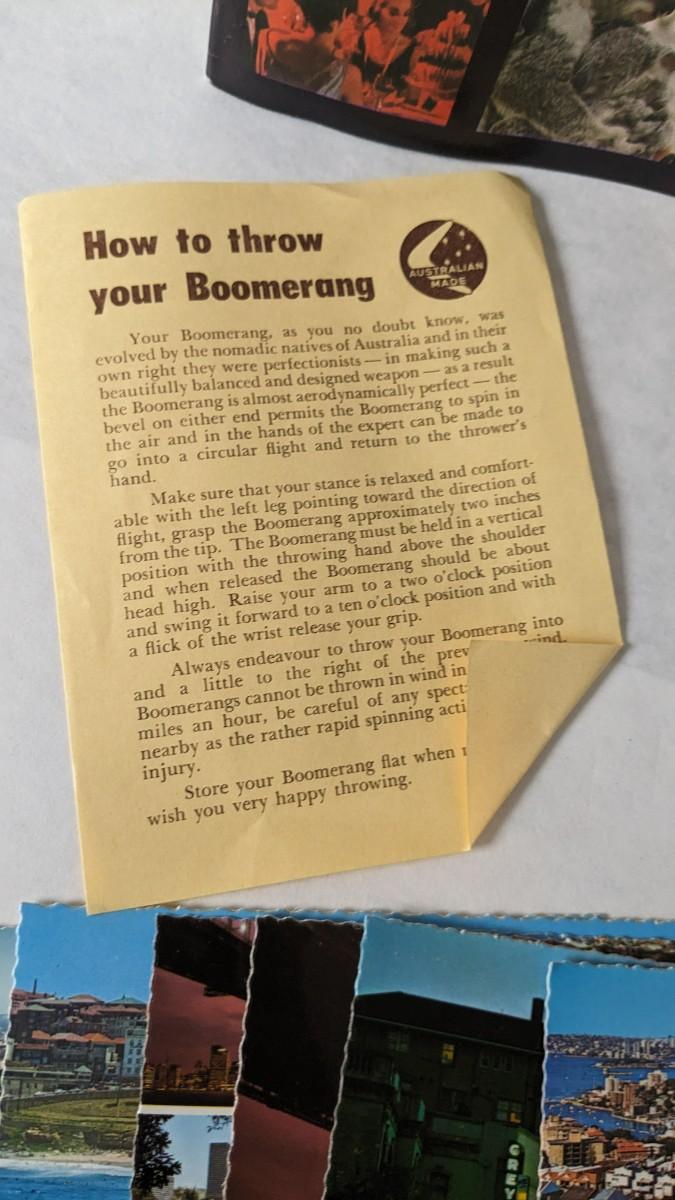 How to throw
your Boomerang
AUSTRALIAN
MADE
Your Boomerang, as you no doubt know, was
evolved by the nomadic natives of Australia and in their
own right they were perfectionists — in making such a
beautifully balanced and designed weapon — as a result
the Boomerang is almost aerodynamically perfect — the
bevel on either end permits the Boomerang to spin in
the air and in the hands of the expert can be made to
go into a circular flight and return to the thrower's
hand.
Make sure that your stance is relaxed and comfort-
able with the left leg pointing toward the direction of
flight, grasp the Boomerang approximately two inches
from the tip. The Boomerang must be held in a vertical
position with the throwing hand above the shoulder
and when released the Boomerang should be about
head high. Raise your arm to a two o'clock position
and swing it forward to a ten o'clock position and with
a flick of the wrist release your grip.
Always endeavour to throw your Boomerang into
and a little to the right of the prev wind.
Boomerangs cannot be thrown in wind in
miles an hour, be careful of any spect
nearby as the rather rapid spinning acti
injury.
Store your Boomerang flat when
wish you very happy throwing.
GREY